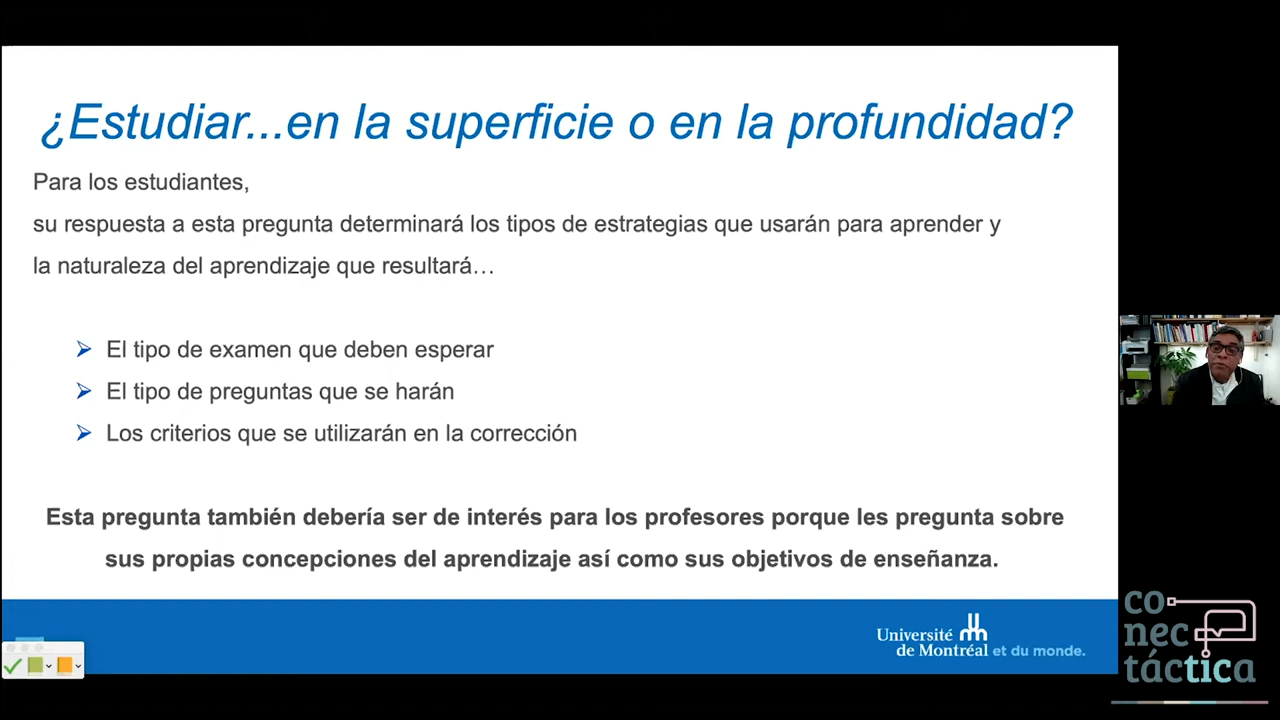 ¿Estudiar...en la superficie o en la profundidad?
Para los estudiantes,
su respuesta a esta pregunta determinará los tipos de estrategias que usarán para aprender y
la naturaleza del aprendizaje que resultará…
El tipo de examen que deben esperar
El tipo de preguntas que se harán
Los criterios que se utilizarán en la corrección
Esta pregunta también debería ser de interés para los profesores porque les pregunta sobre
sus propias concepciones del aprendizaje así como sus objetivos de enseñanza.
Université
de Montréal et du monde.
co
nec
táctica